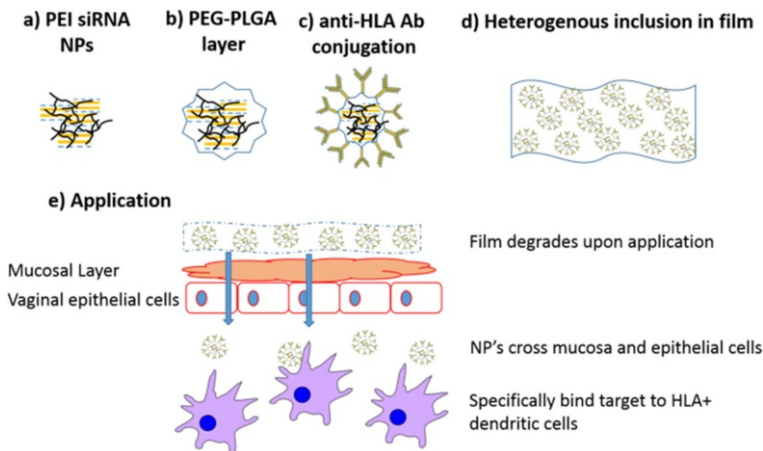 a) PEI siRNA
NPs
b) PEG-PLGA
layer
c) anti-HLA Ab
conjugation
d) Heterogenous inclusion in film
e) Application
Film degrades upon application
Mucosal Layer
Vaginal epithelial cells
NP's cross mucosa and epithelial cells
Specifically bind target to HLA+
dendritic cells